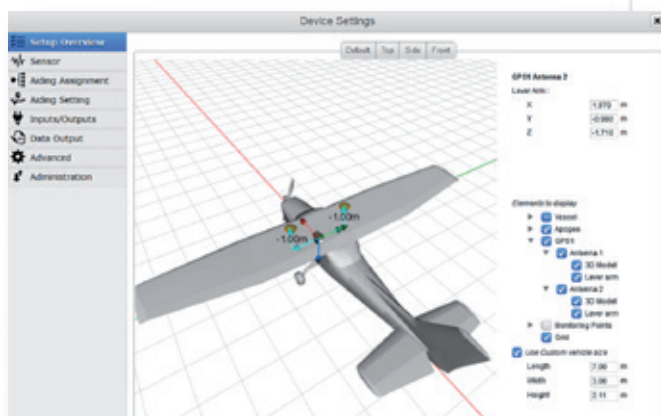 Device Settings
Setup Overview
Sensor
Aiding Assignment
Aiding Setting
Inputs/Outputs
Data Output
Advanced
Administration
Default Top Side Front
-1.00m
-1.00m
GPS1 Antenna 2
Lever Arm:
X 1.070 m
Y -0.980 m
Z -1.710 m
Elements to display
Vessel
Apogee
GPS1
Antenna 1
3D Model
Lever arm
Antenna 2
3D Model
Lever arm
Bordering Points
Grid
Use Custom vehicle size
Length 7.00 m
Width 3.00 m
Height 2.11 m